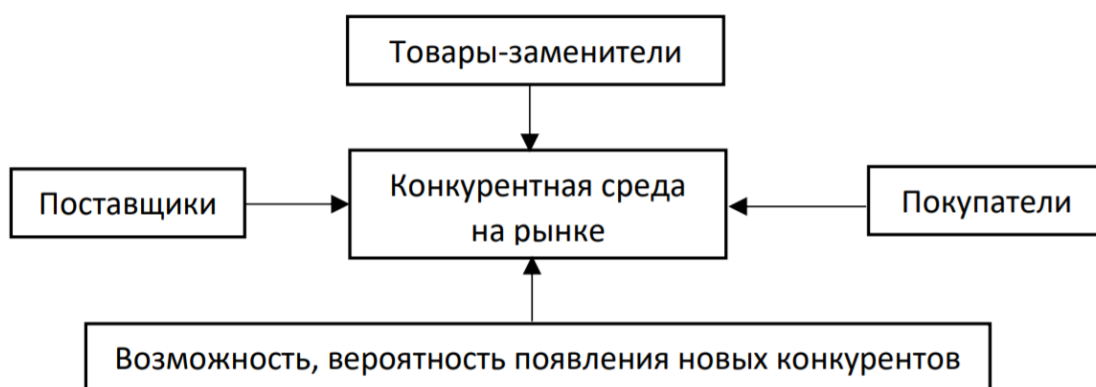 Товары-заменители
Поставщики
Конкурентная среда
на рынке
Покупатели
Возможность, вероятность появления новых конкурентов